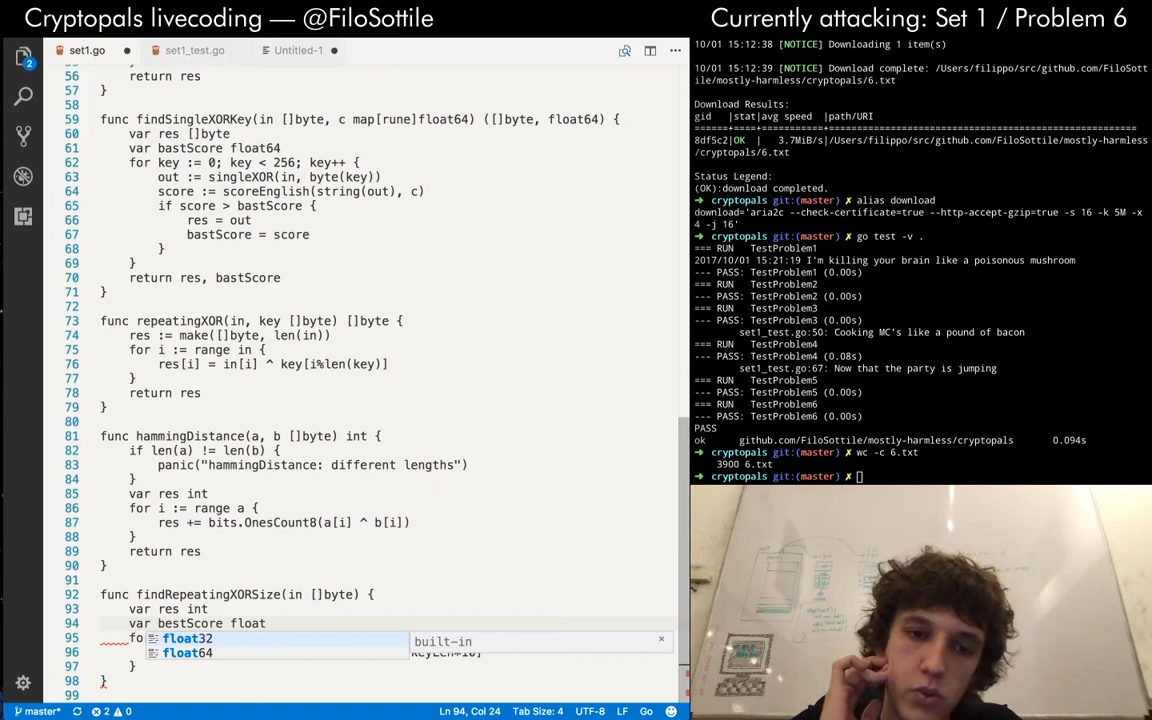 Cryptopals livecoding — @FiloSottile
Currently attacking: Set 1 / Problem 6
set1.go
set1_test.go
Untitled-1
2
56 return res
57 }
58
59 func findSingleXORKey(in []byte, c map[rune]float64) ([]byte, float64) {
60 var res []byte
61 var bastScore float64
62 for key := 0; key < 256; key++ {
63 out := singleXOR(in, byte(key))
64 score := scoreEnglish(string(out), c)
65 if score > bastScore {
66 res = out
67 bastScore = score
68 }
69 }
70 return res, bastScore
71 }
72
73 func repeatingXOR(in, key []byte) []byte {
74 res := make([]byte, len(in))
75 for i := range in {
76 res[i] = in[i] ^ key[i%len(key)]
77 }
78 return res
79 }
80
81 func hammingDistance(a, b []byte) int {
82 if len(a) != len(b) {
83 panic("hammingDistance: different lengths")
84 }
85 var res int
86 for i := range a {
87 res += bits.OnesCount8(a[i] ^ b[i])
88 }
89 return res
90 }
91
92 func findRepeatingXORSize(in []byte) {
93 var res int
94 var bestScore float
95 fo
float32
built-in
float64
96
97 }
98 }
99
master*
2
0
Ln 94, Col 24
Tab Size: 4
UTF-8
LF
Go
10/01 15:12:38 [NOTICE] Downloading 1 item(s)
10/01 15:12:39 [NOTICE] Download complete: /Users/filippo/src/github.com/FiloSott
ile/mostly-harmless/cryptopals/6.txt
Download Results:
gid |stat|avg speed |path/URI
8df5c2|OK | 3.7MiB/s|/Users/filippo/src/github.com/FiloSottile/mostly-harmless
/cryptopals/6.txt
Status Legend:
(OK):download completed.
➜ cryptopals git:(master) ✗ alias download
download='aria2c --check-certificate=true --http-accept-gzip=true -s 16 -k 5M -x
4 -j 16'
➜ cryptopals git:(master) ✗ go test -v .
=== RUN TestProblem1
2017/10/01 15:21:19 I'm killing your brain like a poisonous mushroom
--- PASS: TestProblem1 (0.00s)
=== RUN TestProblem2
--- PASS: TestProblem2 (0.00s)
=== RUN TestProblem3
--- PASS: TestProblem3 (0.00s)
set1_test.go:50: Cooking MC's like a pound of bacon
=== RUN TestProblem4
--- PASS: TestProblem4 (0.08s)
set1_test.go:67: Now that the party is jumping
=== RUN TestProblem5
--- PASS: TestProblem5 (0.00s)
=== RUN TestProblem6
--- PASS: TestProblem6 (0.00s)
PASS
ok github.com/FiloSottile/mostly-harmless/cryptopals 0.094s
➜ cryptopals git:(master) ✗ wc -c 6.txt
3900 6.txt
➜ cryptopals git:(master) ✗